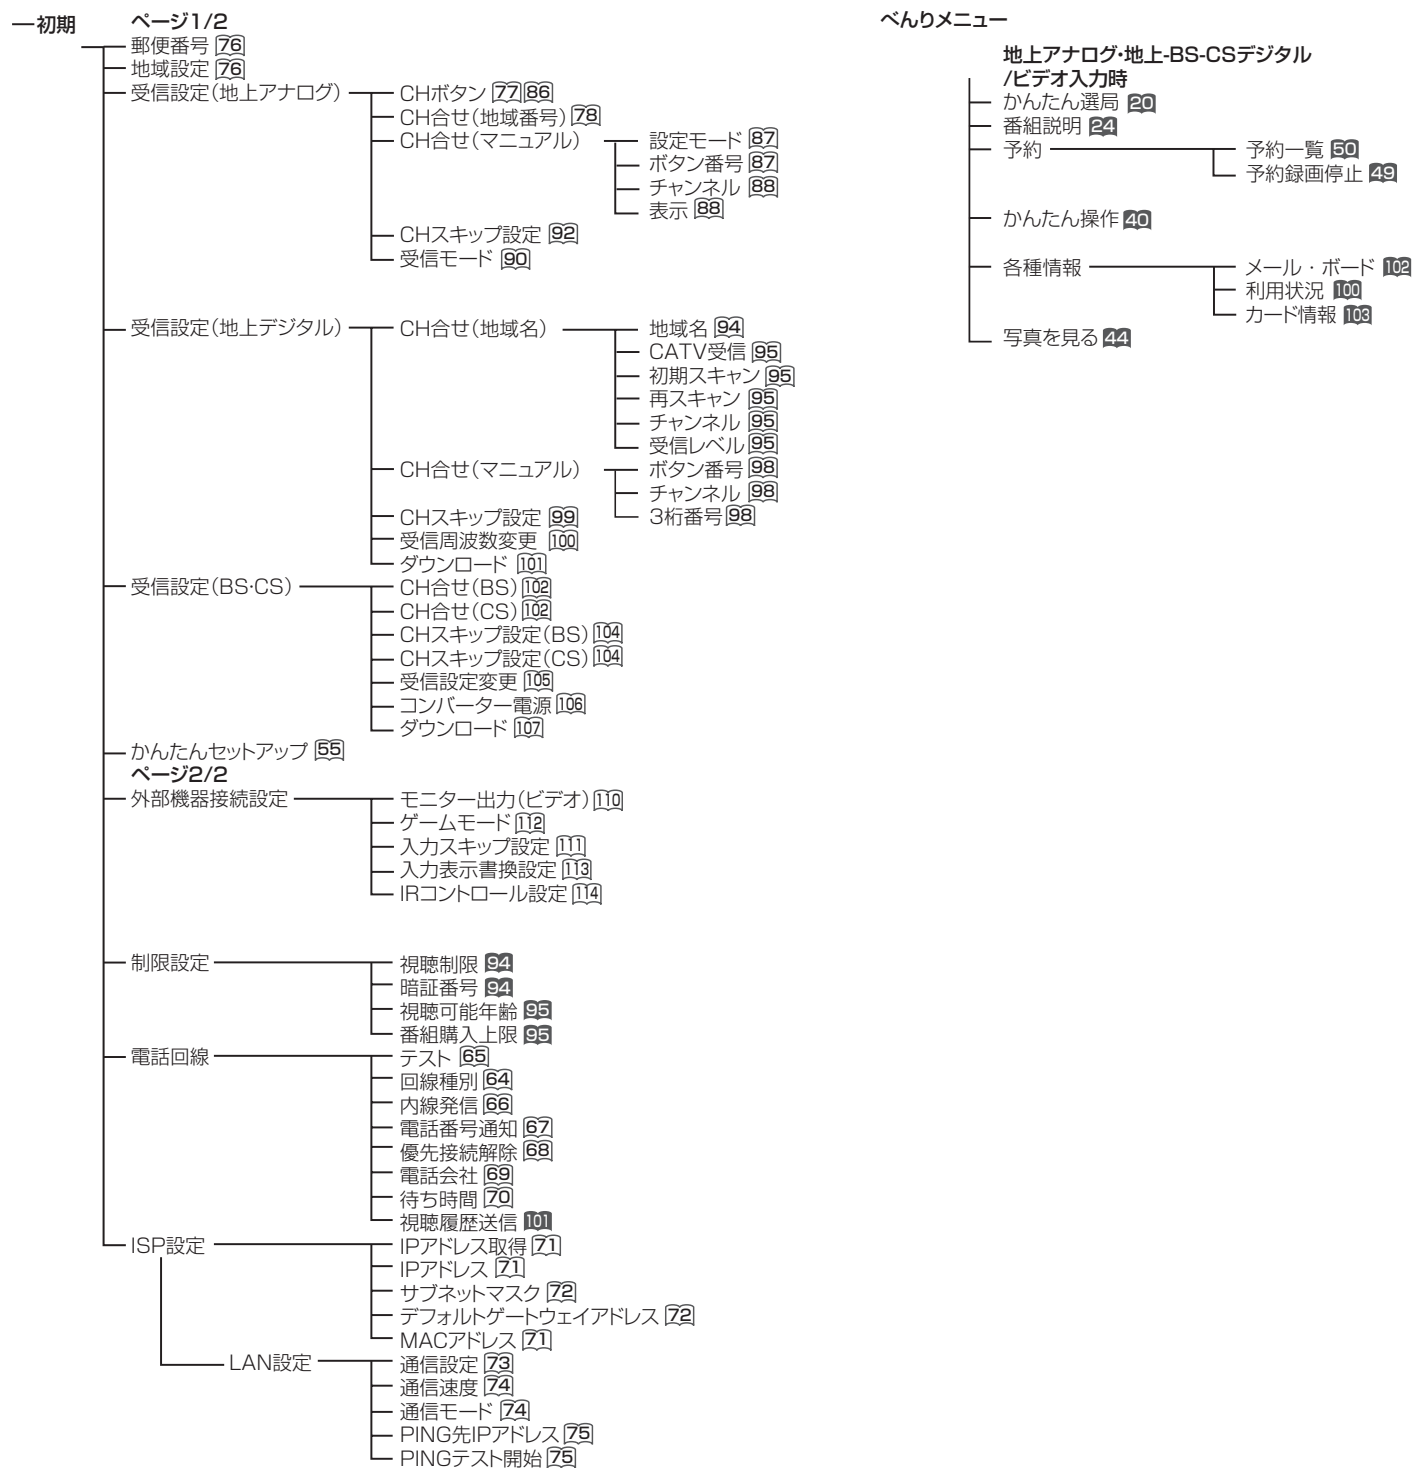 初期
ページ1/2
郵便番号 76
地域設定 76
受信設定(地上アナログ)
CHボタン 77 86
CH合せ(地域番号) 78
CH合せ(マニュアル)
設定モード 87
ボタン番号 87
チャンネル 88
表示 88
CHスキップ設定 92
受信モード 90
受信設定(地上デジタル)
CH合せ(地域名)
地域名 94
CATV受信 95
初期スキャン 95
再スキャン 95
チャンネル 95
受信レベル 95
CH合せ(マニュアル)
ボタン番号 98
チャンネル 98
3桁番号 98
CHスキップ設定 99
受信周波数変更 100
ダウンロード 101
受信設定(BS·CS)
CH合せ(BS) 102
CH合せ(CS) 102
CHスキップ設定(BS) 104
CHスキップ設定(CS) 104
受信設定変更 105
コンバーター電源 106
ダウンロード 107
かんたんセットアップ 55
ページ2/2
外部機器接続設定
モニター出力(ビデオ) 110
ゲームモード 112
入力スキップ設定 111
入力表示書換設定 113
IRコントロール設定 114
制限設定
視聴制限 94
暗証番号 94
視聴可能年齢 95
番組購入上限 95
電話回線
テスト 65
回線種別 64
内線発信 66
電話番号通知 67
優先接続解除 68
電話会社 69
待ち時間 70
視聴履歴送信 101
ISP設定
IPアドレス取得 71
IPアドレス 71
サブネットマスク 72
デフォルトゲートウェイアドレス 72
MACアドレス 71
LAN設定
通信設定 73
通信速度 74
通信モード 74
PING先IPアドレス 75
PINGテスト開始 75
べんりメニュー
地上アナログ·地上-BS-CSデジタル
/ビデオ入力時
かんたん選局 20
番組説明 24
予約
予約一覧 50
予約録画停止 49
かんたん操作 40
各種情報
メール・ボード 102
利用状況 100
カード情報 103
写真を見る 44